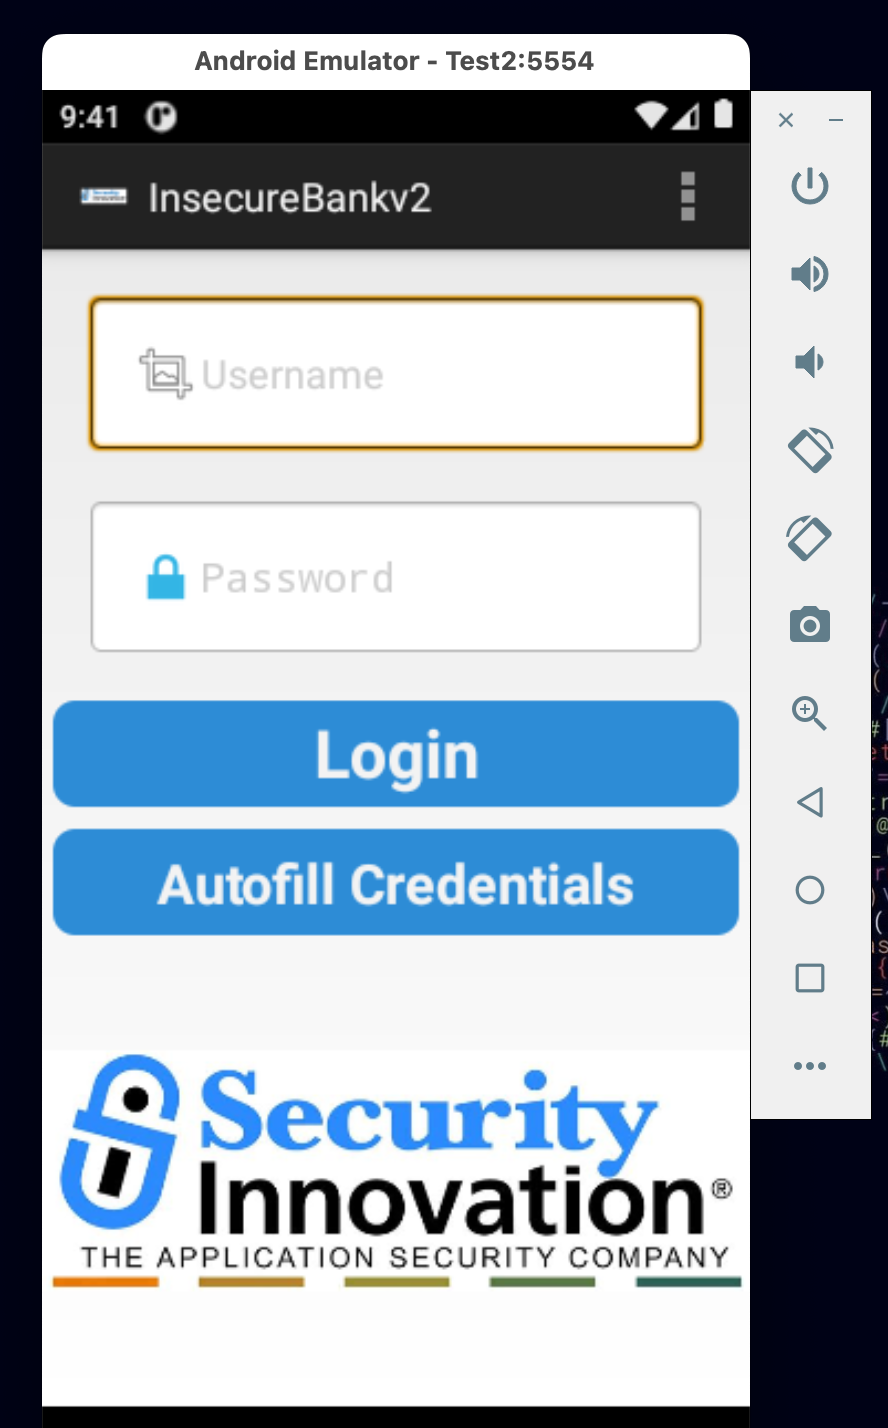 Android Emulator - Test2:5554
9:41
InsecureBankv2
Username
Password
Login
Autofill Credentials
Security
Innovation®
THE APPLICATION SECURITY COMPANY